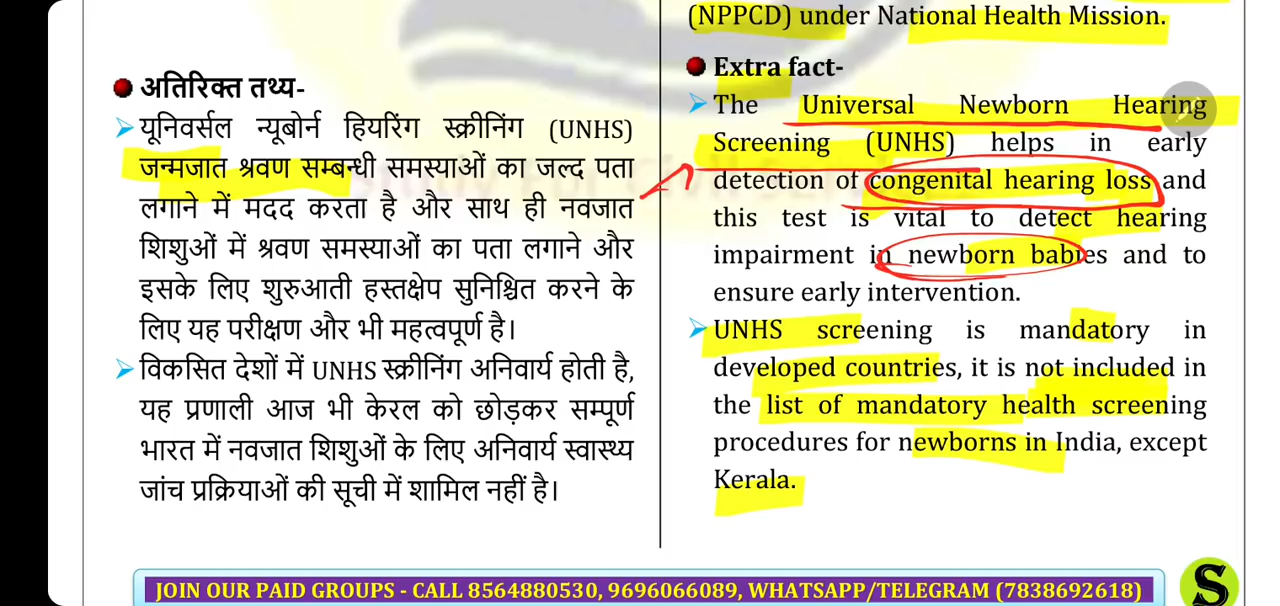 अतिरिक्त तथ्य-
यूनिवर्सल न्यूबोर्न हियरिंग स्क्रीनिंग (UNHS)
जन्मजात श्रवण सम्बन्धी समस्याओं का जल्द पता
लगाने में मदद करता है और साथ ही नवजात
शिशुओं में श्रवण समस्याओं का पता लगाने और
इसके लिए शुरुआती हस्तक्षेप सुनिश्चित करने के
लिए यह परीक्षण और भी महत्वपूर्ण है।
विकसित देशों में UNHS स्क्रीनिंग अनिवार्य होती है,
यह प्रणाली आज भी केरल को छोड़कर सम्पूर्ण
भारत में नवजात शिशुओं के लिए अनिवार्य स्वास्थ्य
जांच प्रक्रियाओं की सूची में शामिल नहीं है।
(NPPCD) under National Health Mission.
Extra fact-
The Universal Newborn Hearing
Screening (UNHS) helps in early
detection of congenital hearing loss and
this test is vital to detect hearing
impairment in newborn babies and to
ensure early intervention.
UNHS screening is mandatory in
developed countries, it is not included in
the list of mandatory health screening
procedures for newborns in India, except
Kerala.
JOIN OUR PAID GROUPS - CALL 8564880530, 9696066089, WHATSAPP/TELEGRAM (7838692618)
S